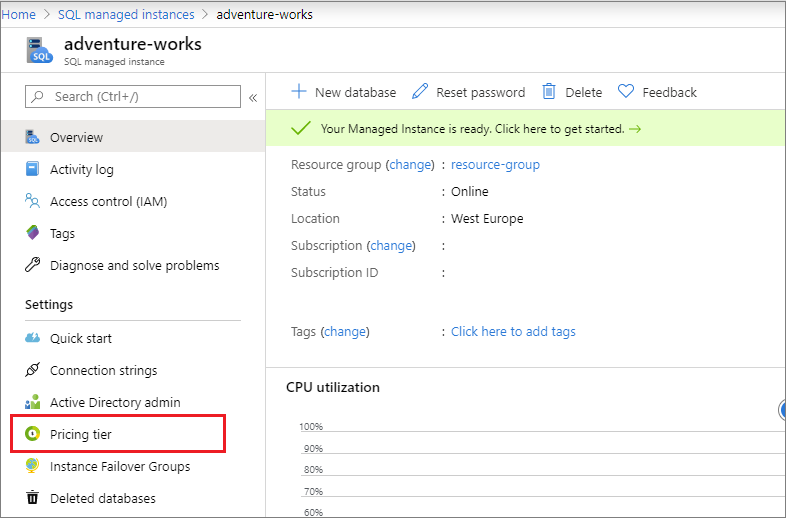 Home > SQL managed instances > adventure-works
adventure-works
SQL
SQL managed instance
Search (Ctrl+/)
«
New database
Reset password
Delete
Feedback
Your Managed Instance is ready. Click here to get started. →
Overview
Activity log
Access control (IAM)
Tags
Diagnose and solve problems
Settings
Quick start
Connection strings
Active Directory admin
Pricing tier
Instance Failover Groups
Deleted databases
Resource group (change) : resource-group
Status : Online
Location : West Europe
Subscription (change) :
Subscription ID :
Tags (change) : Click here to add tags
CPU utilization
100%
90%
80%
70%
60%